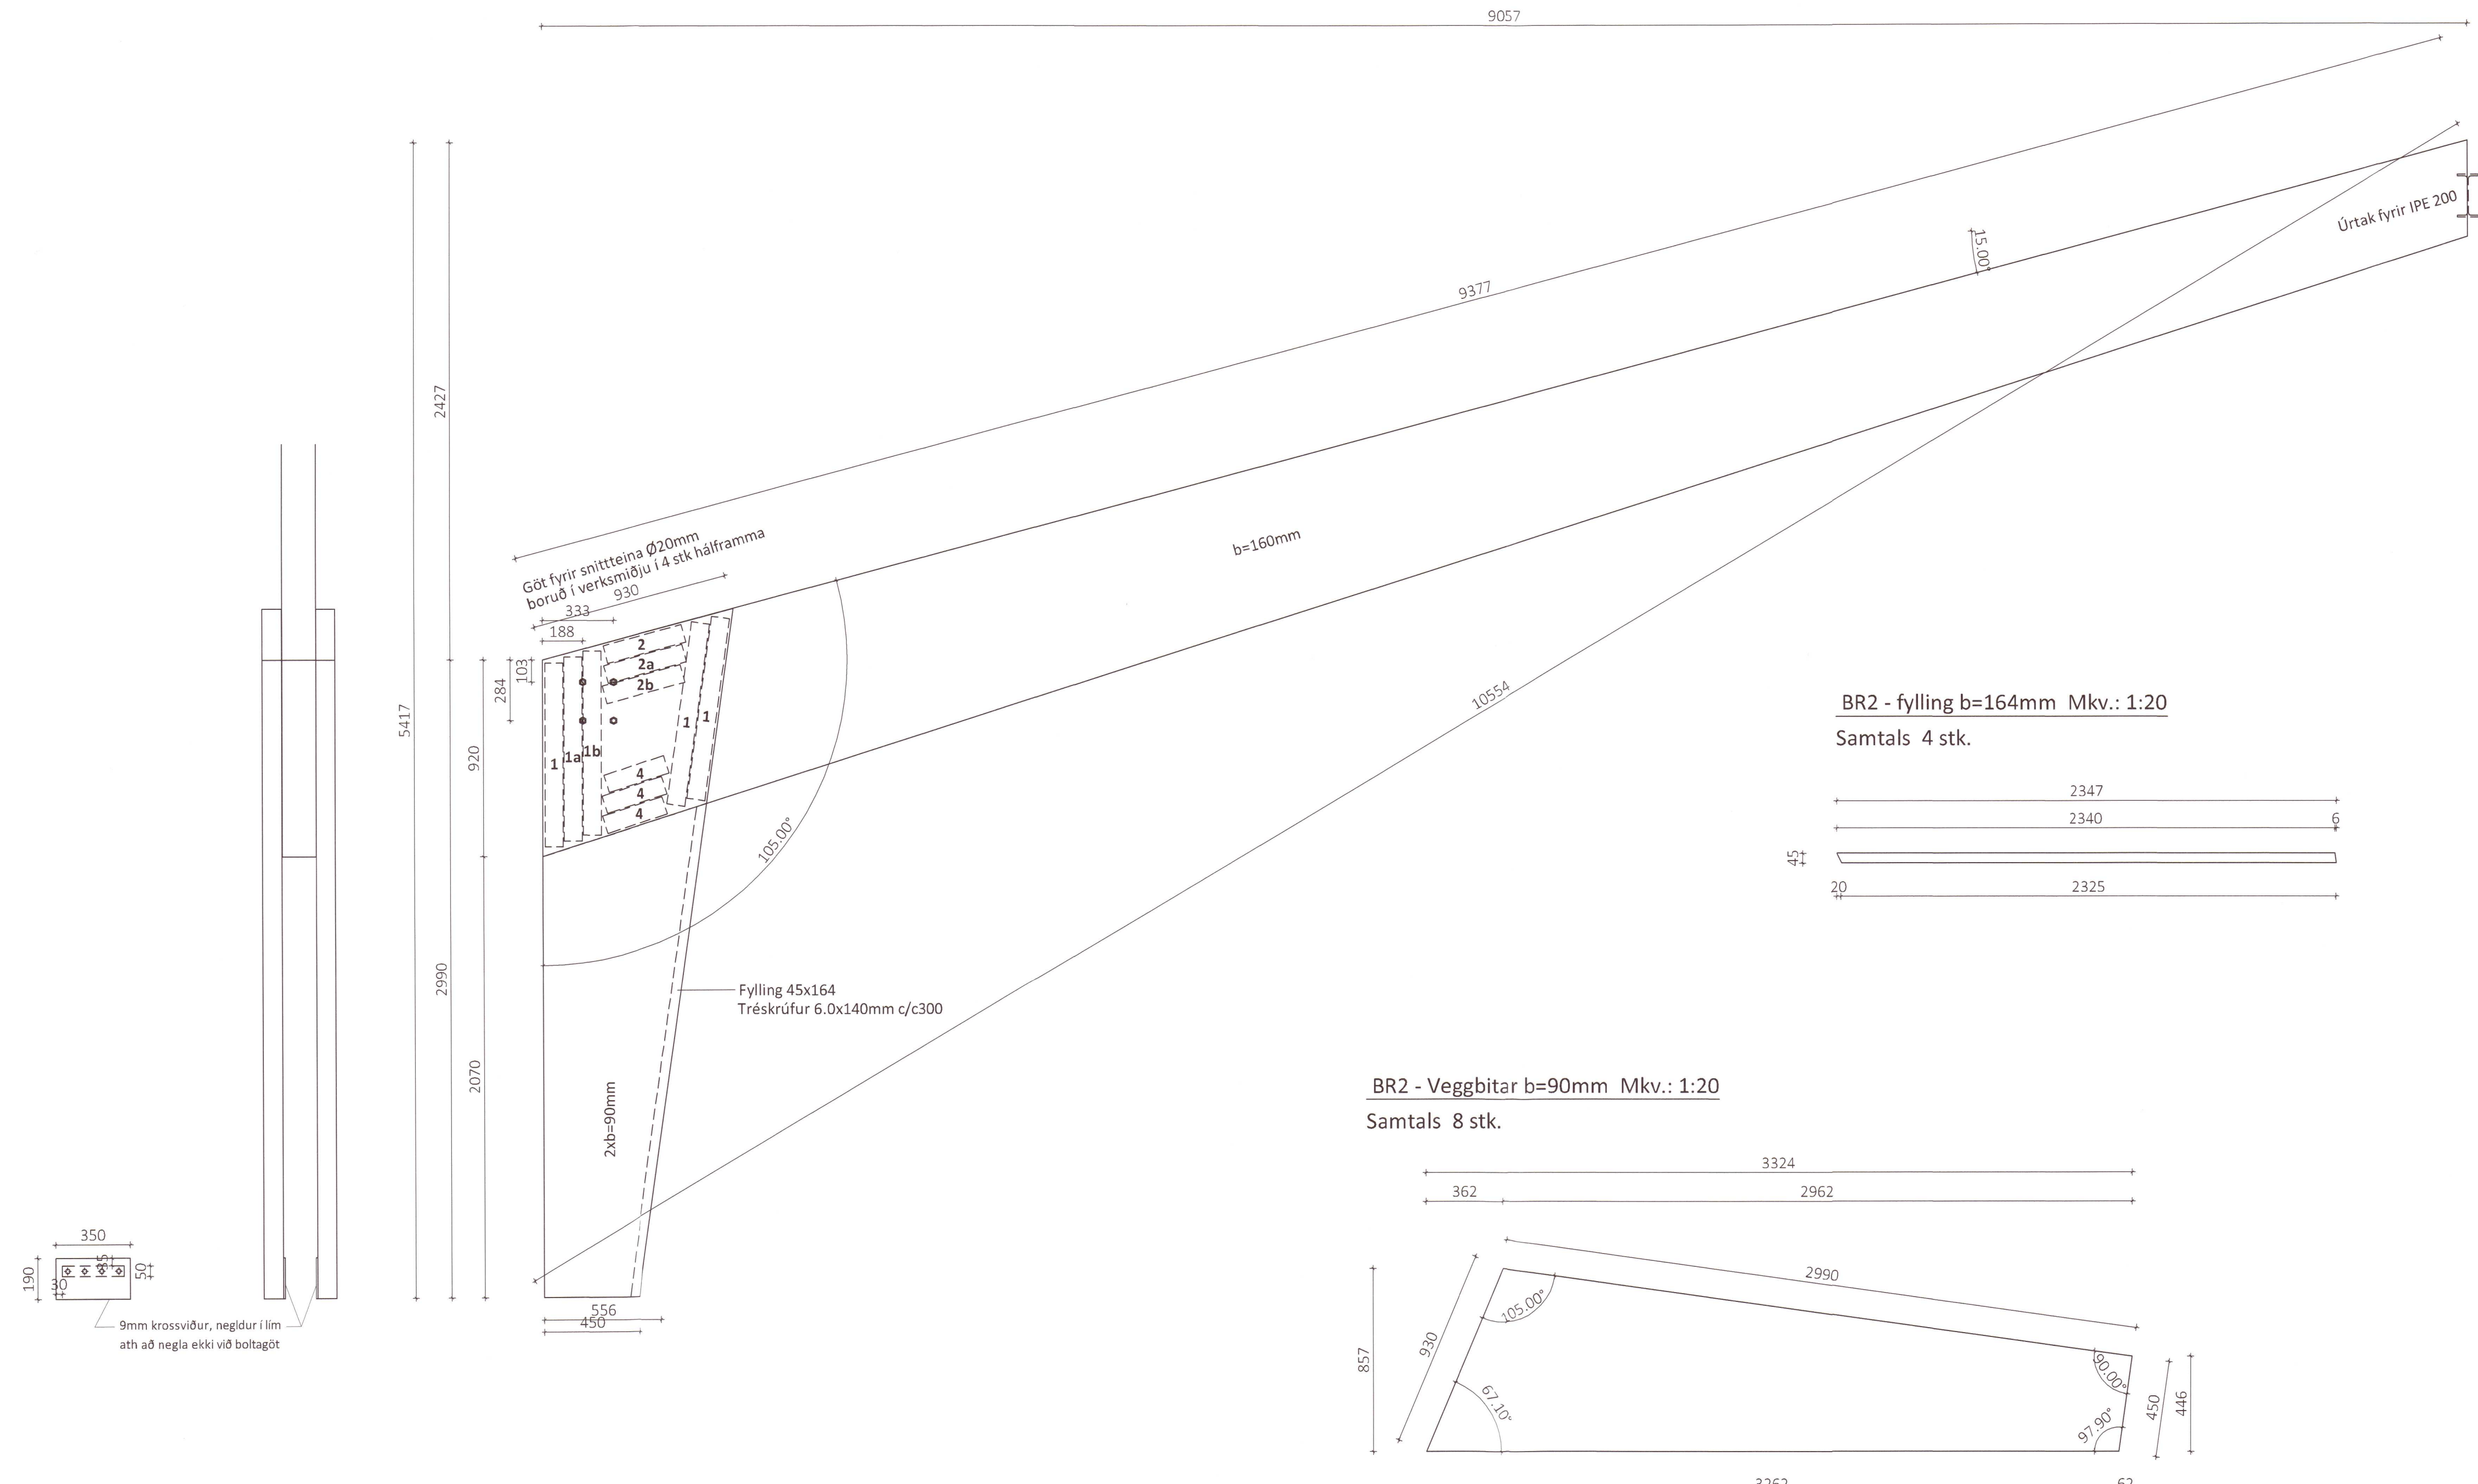 9057
9377
15.00°
Úrtak fyrir IPE 200
2427
5417
b=160mm
Göt fyrir snittteina Ø20mm
boruð í verksmiðju í 4 stk hálframma
930
333
188
103
284
920
2
2a
2b
1
1a
1b
1
1
4
4
4
105.00°
10554
2990
2070
Fylling 45x164
Tréskrúfur 6.0x140mm c/c300
2xb=90mm
556
450
350
190
85
50
30
9mm krossviður, negldur í lím
ath að negla ekki við boltagöt
BR2 - fylling b=164mm Mkv.: 1:20
Samtals 4 stk.
2347
2340
6
45
20
2325
BR2 - Veggbitar b=90mm Mkv.: 1:20
Samtals 8 stk.
3324
362
2962
2990
105.00°
930
857
67.10°
90.00°
97.90°
450
446
3262
62